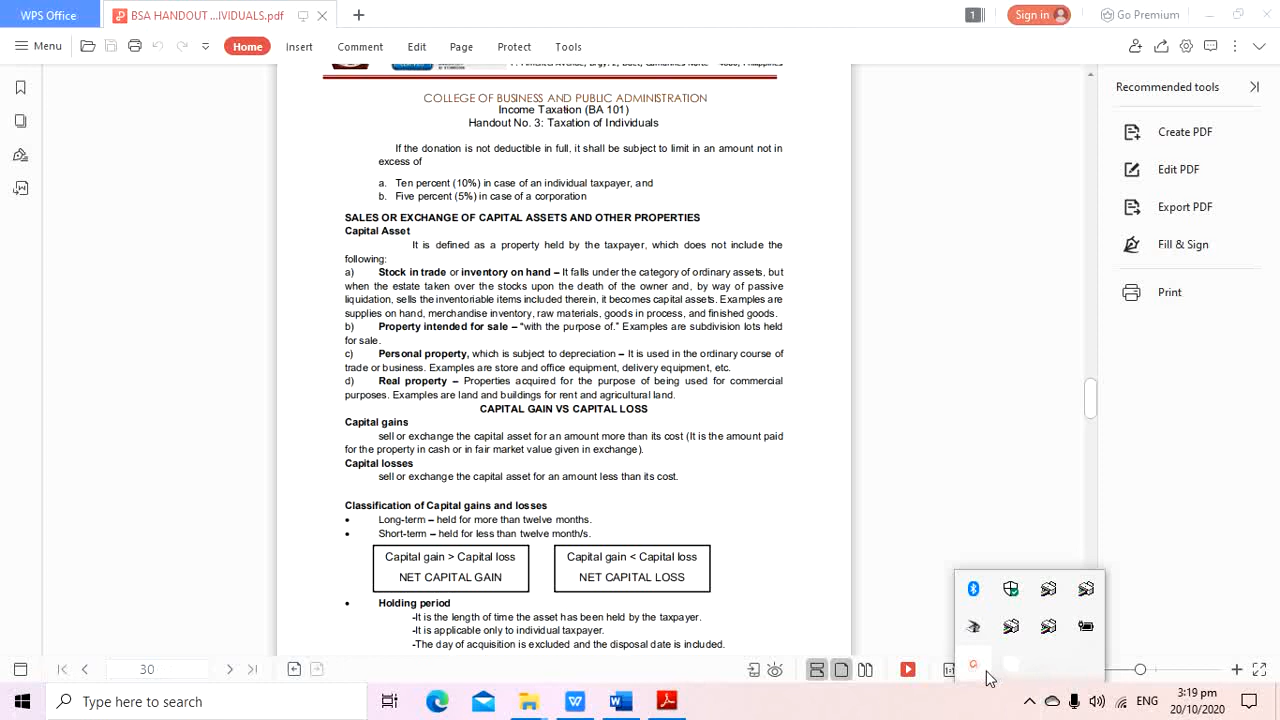 WPS Office
BSA HANDOUT ...IVIDUALS.pdf
1
Sign in
Go Premium
Menu
Home
Insert
Comment
Edit
Page
Protect
Tools
COLLEGE OF BUSINESS AND PUBLIC ADMINISTRATION
Income Taxation (BA 101)
Handout No. 3: Taxation of Individuals
If the donation is not deductible in full, it shall be subject to limit in an amount not in
excess of
a. Ten percent (10%) in case of an individual taxpayer, and
b. Five percent (5%) in case of a corporation
SALES OR EXCHANGE OF CAPITAL ASSETS AND OTHER PROPERTIES
Capital Asset
It is defined as a property held by the taxpayer, which does not include the
following:
a) Stock in trade or inventory on hand – It falls under the category of ordinary assets, but
when the estate taken over the stocks upon the death of the owner and, by way of passive
liquidation, sells the inventoriable items included therein, it becomes capital assets. Examples are
supplies on hand, merchandise inventory, raw materials, goods in process, and finished goods.
b) Property intended for sale – "with the purpose of." Examples are subdivision lots held
for sale.
c) Personal property, which is subject to depreciation – It is used in the ordinary course of
trade or business. Examples are store and office equipment, delivery equipment, etc.
d) Real property – Properties acquired for the purpose of being used for commercial
purposes. Examples are land and buildings for rent and agricultural land.
CAPITAL GAIN VS CAPITAL LOSS
Capital gains
sell or exchange the capital asset for an amount more than its cost (It is the amount paid
for the property in cash or in fair market value given in exchange).
Capital losses
sell or exchange the capital asset for an amount less than its cost.
Classification of Capital gains and losses
• Long-term – held for more than twelve months.
• Short-term – held for less than twelve month/s.
Capital gain > Capital loss
NET CAPITAL GAIN
Capital gain < Capital loss
NET CAPITAL LOSS
• Holding period
-It is the length of time the asset has been held by the taxpayer.
-It is applicable only to individual taxpayer.
-The day of acquisition is excluded and the disposal date is included.
Recommended tools
Create PDF
Edit PDF
Export PDF
Fill & Sign
Print
30
Type here to search
ENG
3:19 pm
20/10/2020